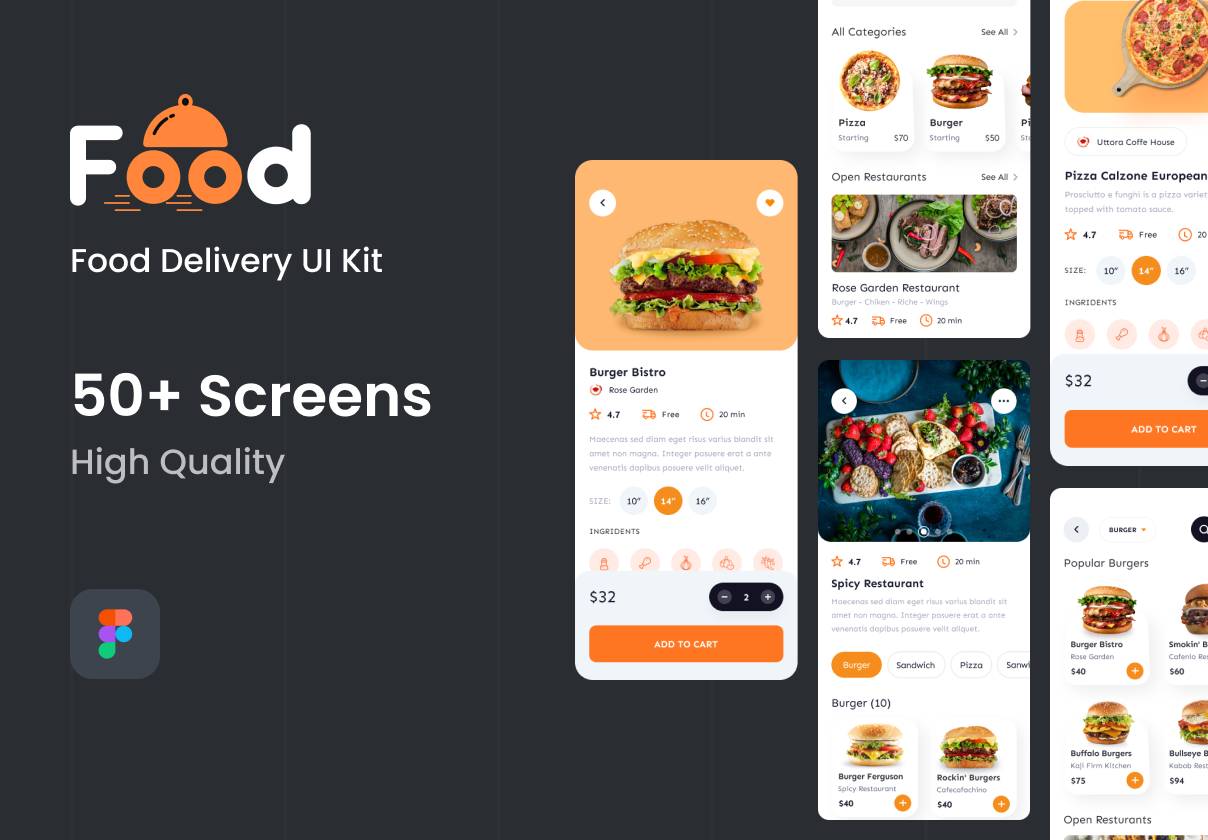 Food
Food Delivery UI Kit
50+ Screens
High Quality
Burger Bistro
Rose Garden
4.7 Free 20 min
Maecenas sed diam eget risus varius blandit sit
amet non magna. Integer posuere erat a ante
venenatis dapibus posuere velit aliquet.
SIZE: 10" 14" 16"
INGRIDENTS
$32 2
ADD TO CART
All Categories See All
Pizza Burger
Starting $70 Starting $50
Open Restaurants See All
Rose Garden Restaurant
Burger - Chiken - Riche - Wings
4.7 Free 20 min
4.7 Free 20 min
Spicy Restaurant
Maecenas sed diam eget risus varius blandit sit
amet non magna. Integer posuere erat a ante
venenatis dapibus posuere velit aliquet.
Burger Sandwich Pizza Sanwi
Burger (10)
Burger Ferguson Rockin' Burgers
Spicy Restaurant Cafecafachino
$40 $40
Uttora Coffe House
Pizza Calzone European
Prosciutto e funghi is a pizza variet
topped with tomato sauce.
4.7 Free 20
SIZE: 10" 14" 16"
INGRIDENTS
$32
ADD TO CART
BURGER
Popular Burgers
Burger Bistro Smokin' B
Rose Garden Cafenio Res
$40 $60
Buffalo Burgers Bullseye B
Kaji Firm Kitchen Kabab Rest
$75 $94
Open Resturants